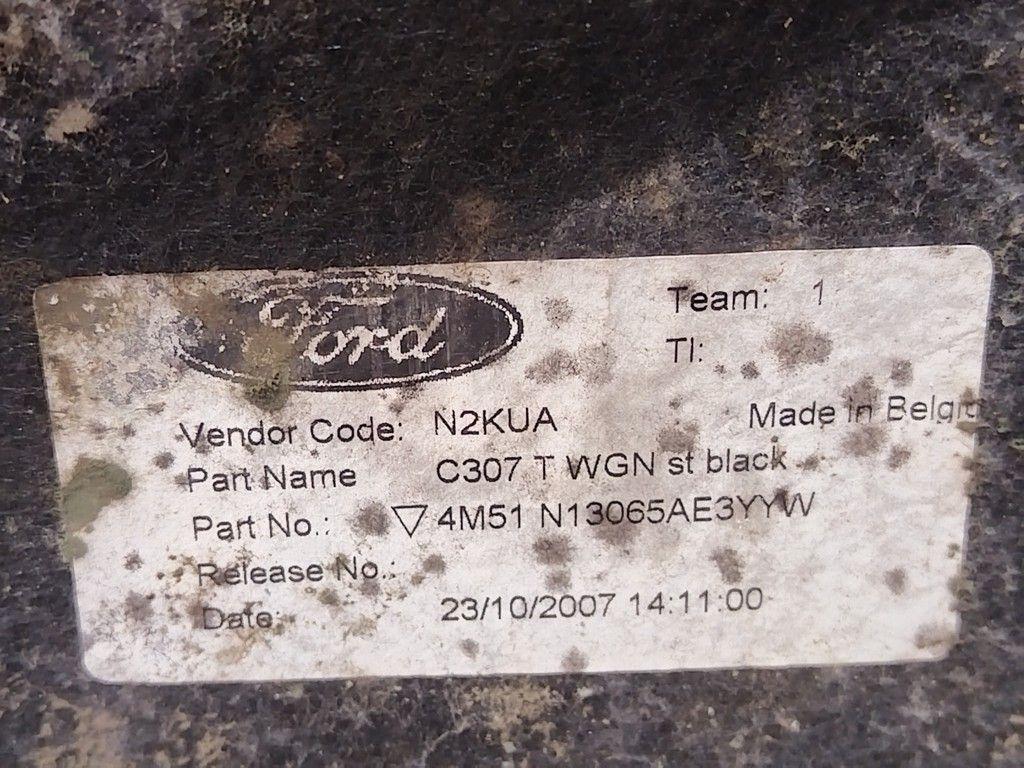 Ford
Team: 1
TI:
Vendor Code: N2KUA
Made in Belgiu
Part Name C307 T WGN st black
Part No.: ▽4M51 N13065AE3YYW
Release No.:
Date: 23/10/2007 14:11:00